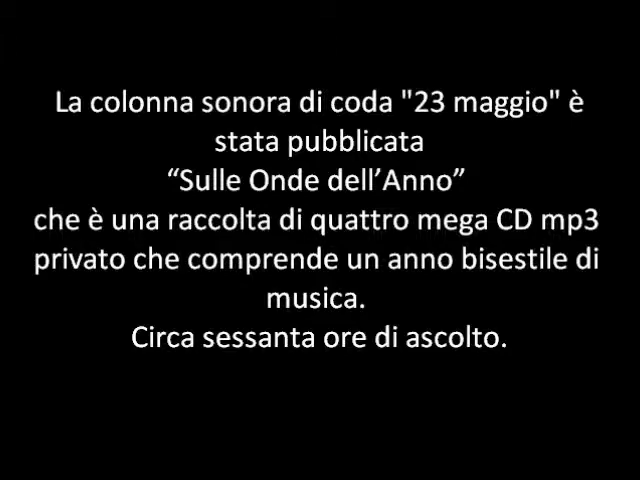 La colonna sonora di coda "23 maggio" è
stata pubblicata
“Sulle Onde dell’Anno”
che è una raccolta di quattro mega CD mp3
privato che comprende un anno bisestile di
musica.
Circa sessanta ore di ascolto.